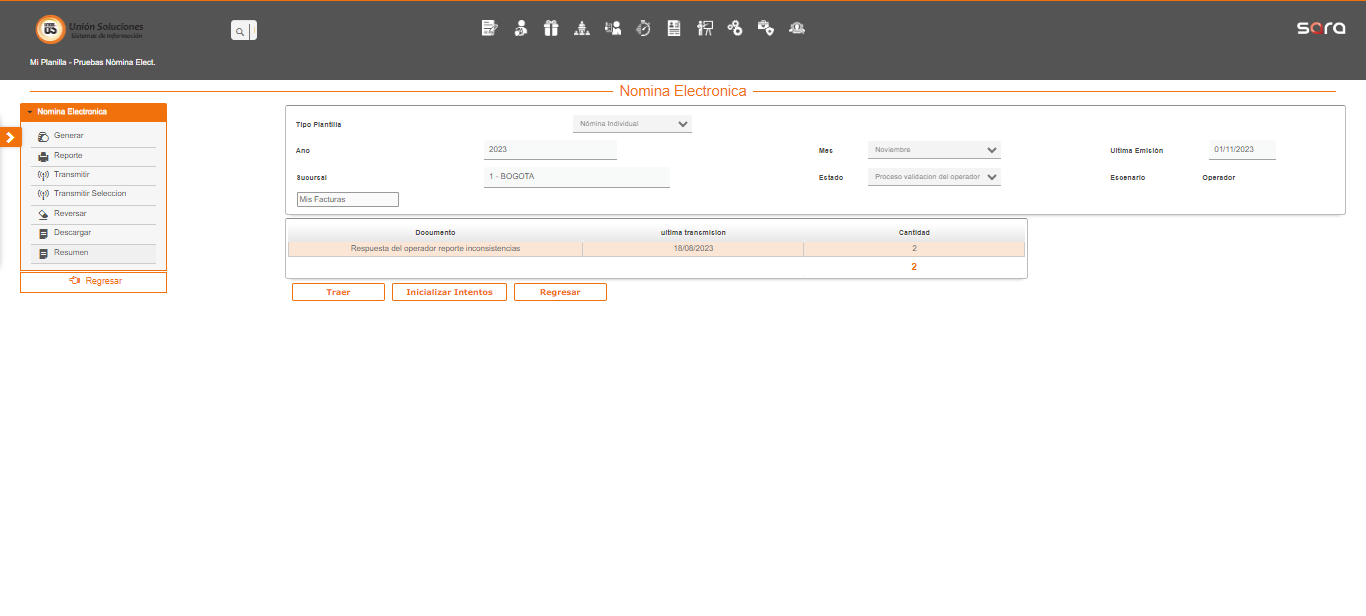 Unión Soluciones
Sistemas de Información
sora
Mi Planilla - Pruebas Nómina Elect.
Nomina Electronica
Nomina Electronica
Generar
Reporte
Transmitir
Transmitir Seleccion
Reversar
Descargar
Resumen
Regresar
Tipo Plantilla Nómina Individual
Ano 2023 Mes Noviembre Ultima Emisión 01/11/2023
Sucursal 1 - BOGOTA Estado Proceso validacion del operador Escenario Operador
Mis Facturas
Documento ultima transmision Cantidad
Respuesta del operador reporte inconsistencias 18/08/2023 2
2
Traer Inicializar Intentos Regresar